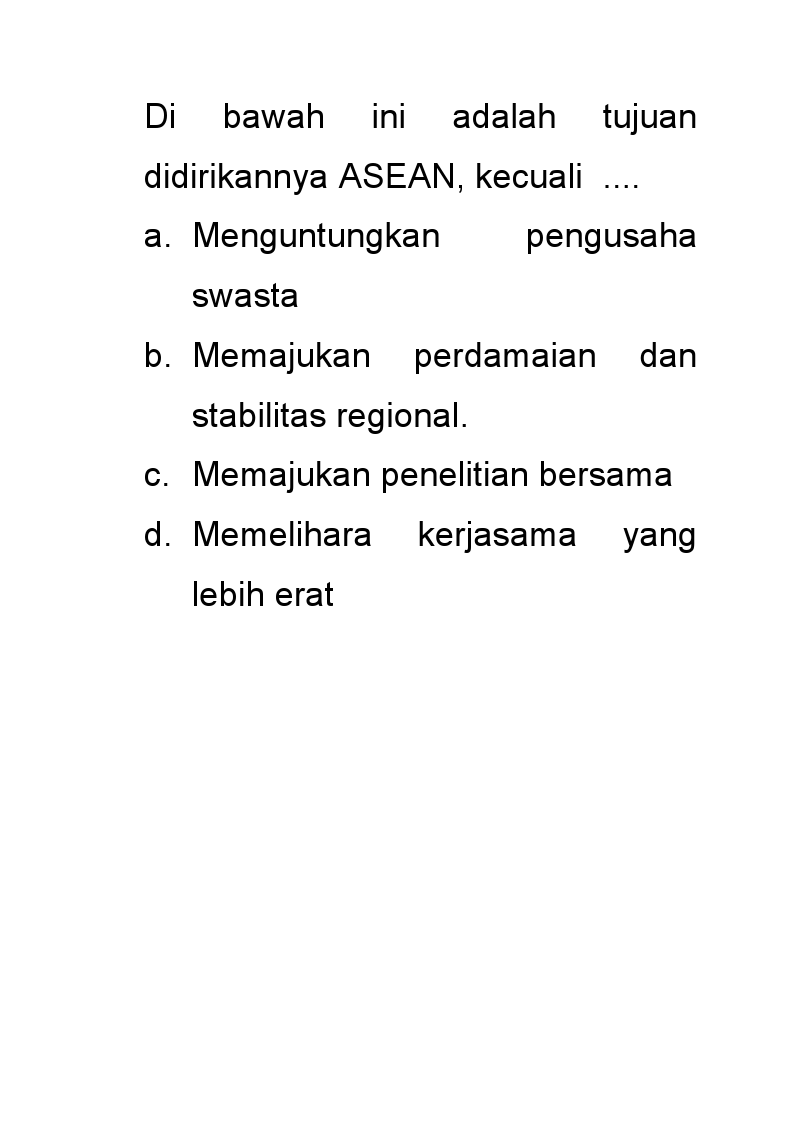 Di bawah ini adalah tujuan
didirikannya ASEAN, kecuali ....
a. Menguntungkan pengusaha
swasta
b. Memajukan perdamaian dan
stabilitas regional.
c. Memajukan penelitian bersama
d. Memelihara kerjasama yang
lebih erat